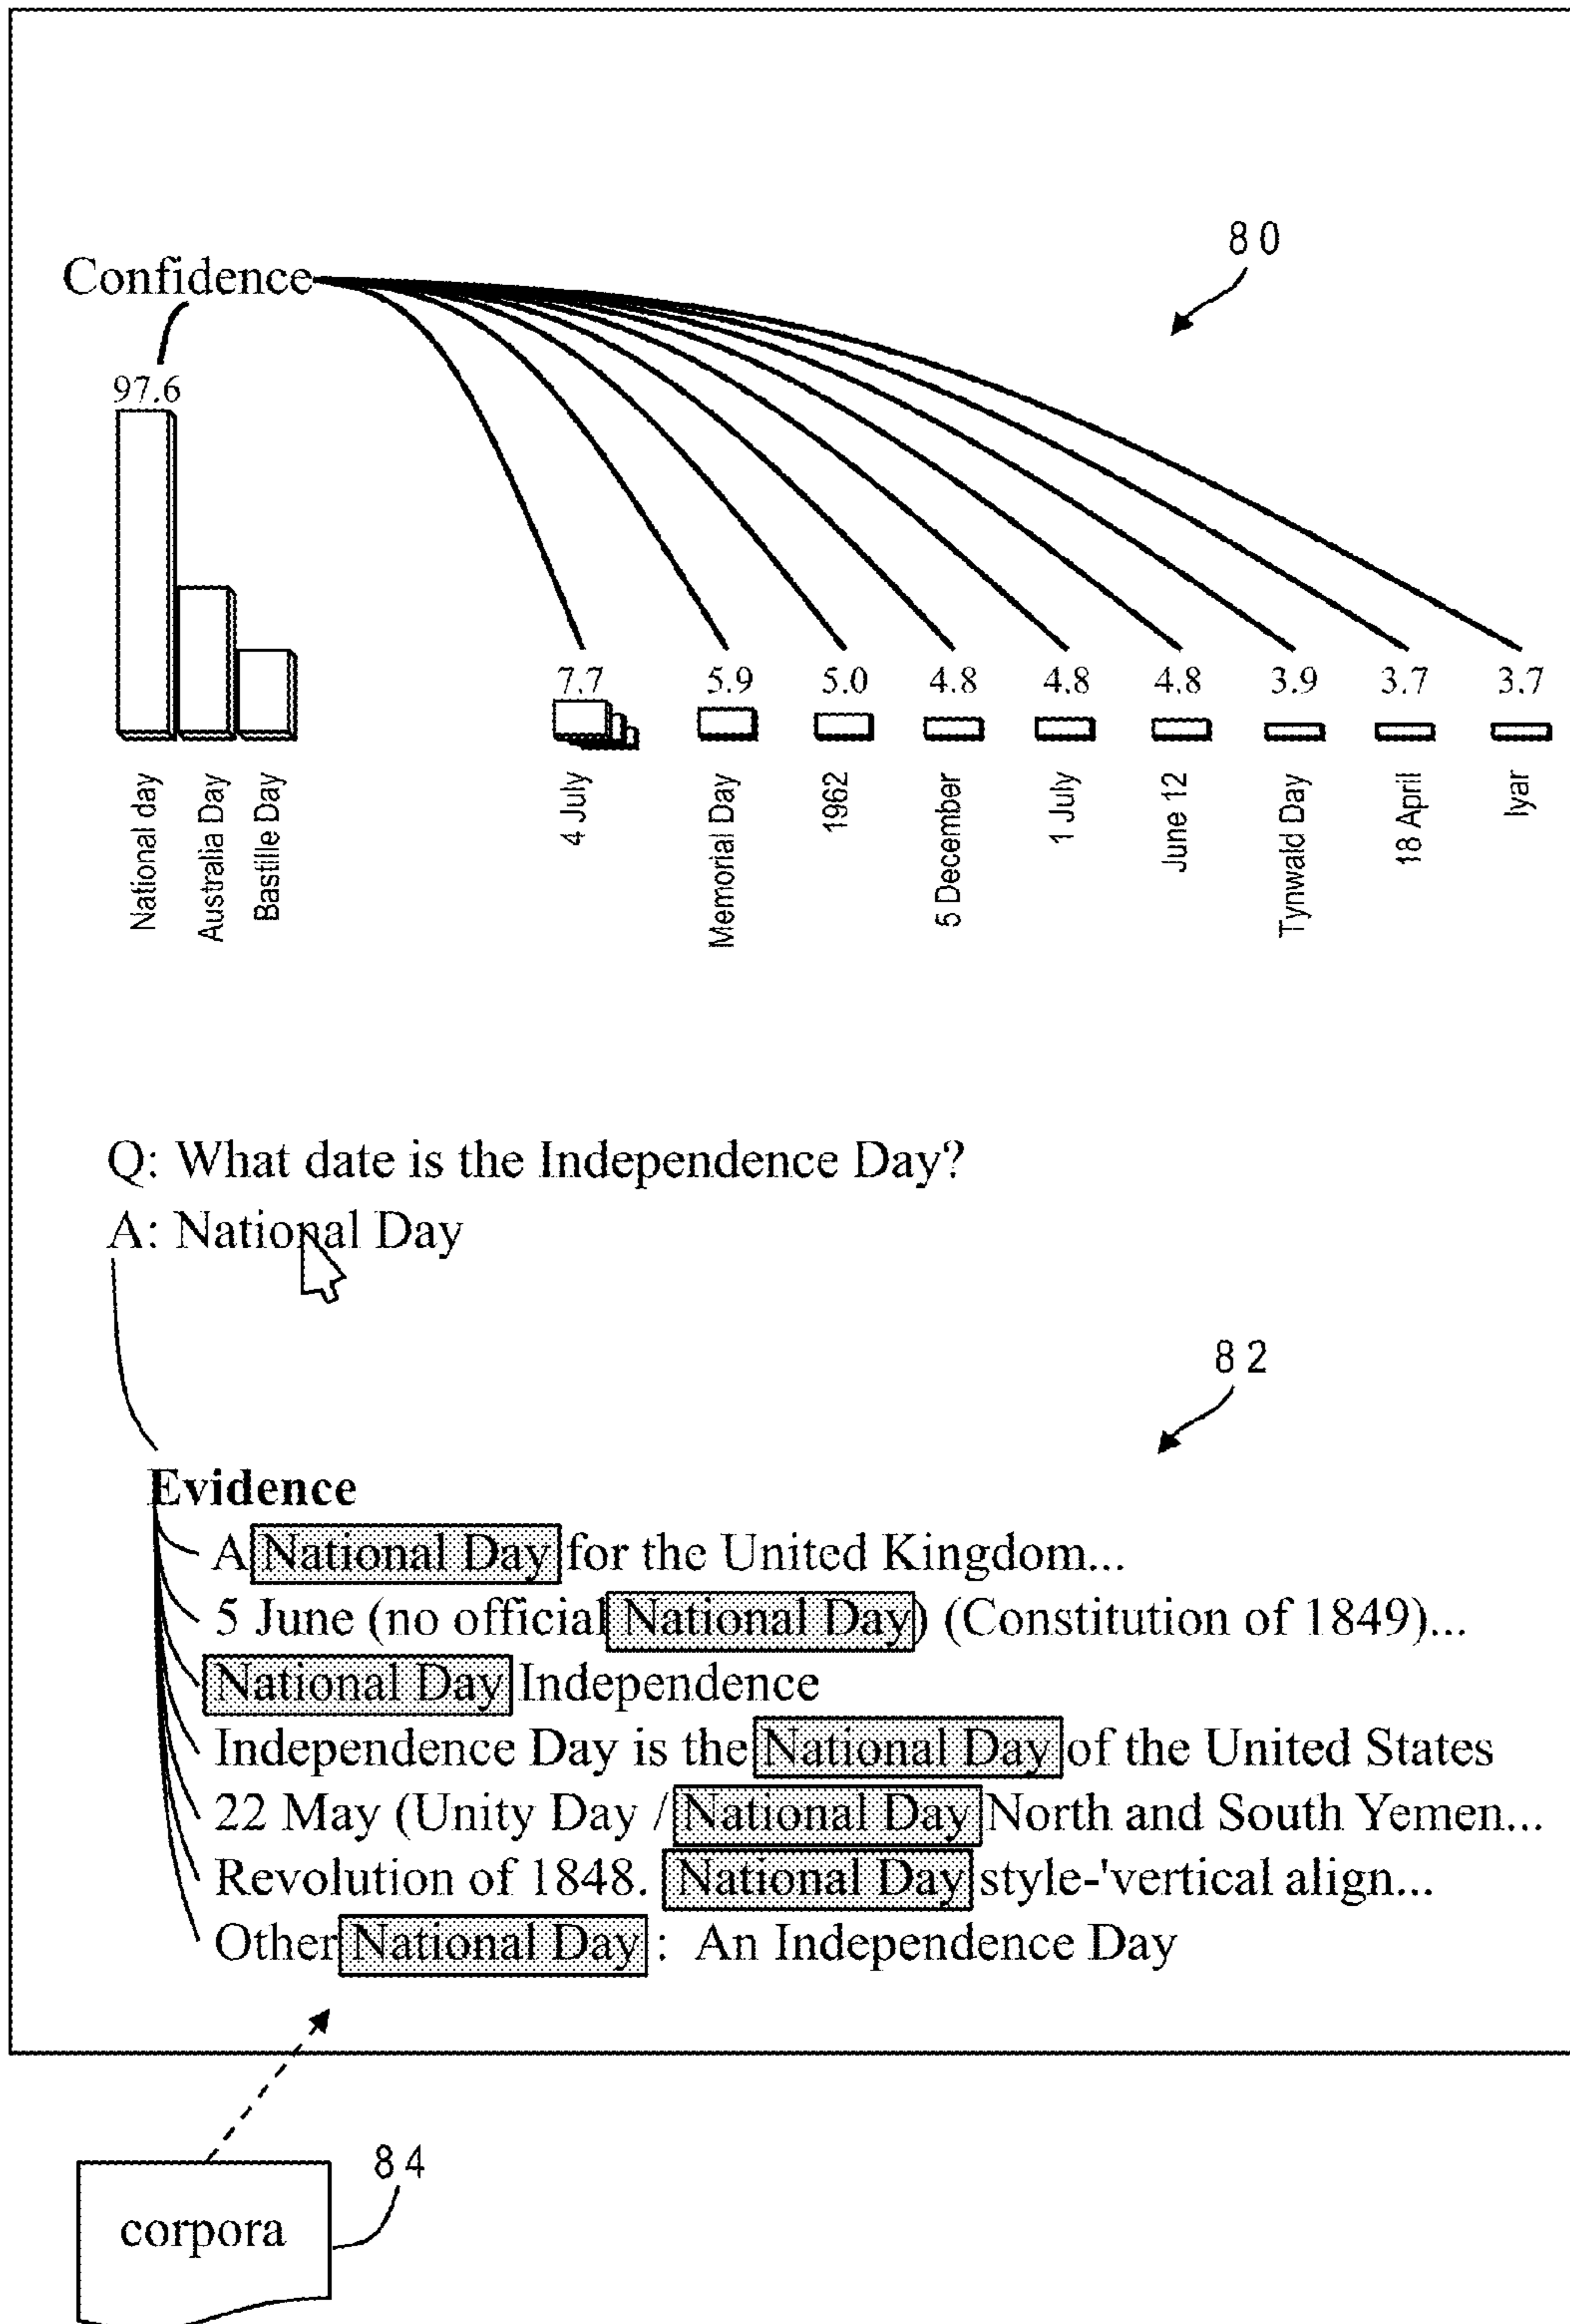 80
Confidence
97.6
7.7 5.9 5.0 4.8 4.8 4.8 3.9 3.7 3.7
National day
Australia Day
Bastille Day
4 July
Memorial Day
1962
5 December
1 July
June 12
Tynwald Day
18 April
Iyar
Q: What date is the Independence Day?
A: National Day
82
Evidence
A National Day for the United Kingdom...
5 June (no official National Day) (Constitution of 1849)...
National Day Independence
Independence Day is the National Day of the United States
22 May (Unity Day / National Day North and South Yemen...
Revolution of 1848. National Day style-'vertical align...
Other National Day : An Independence Day
84
corpora